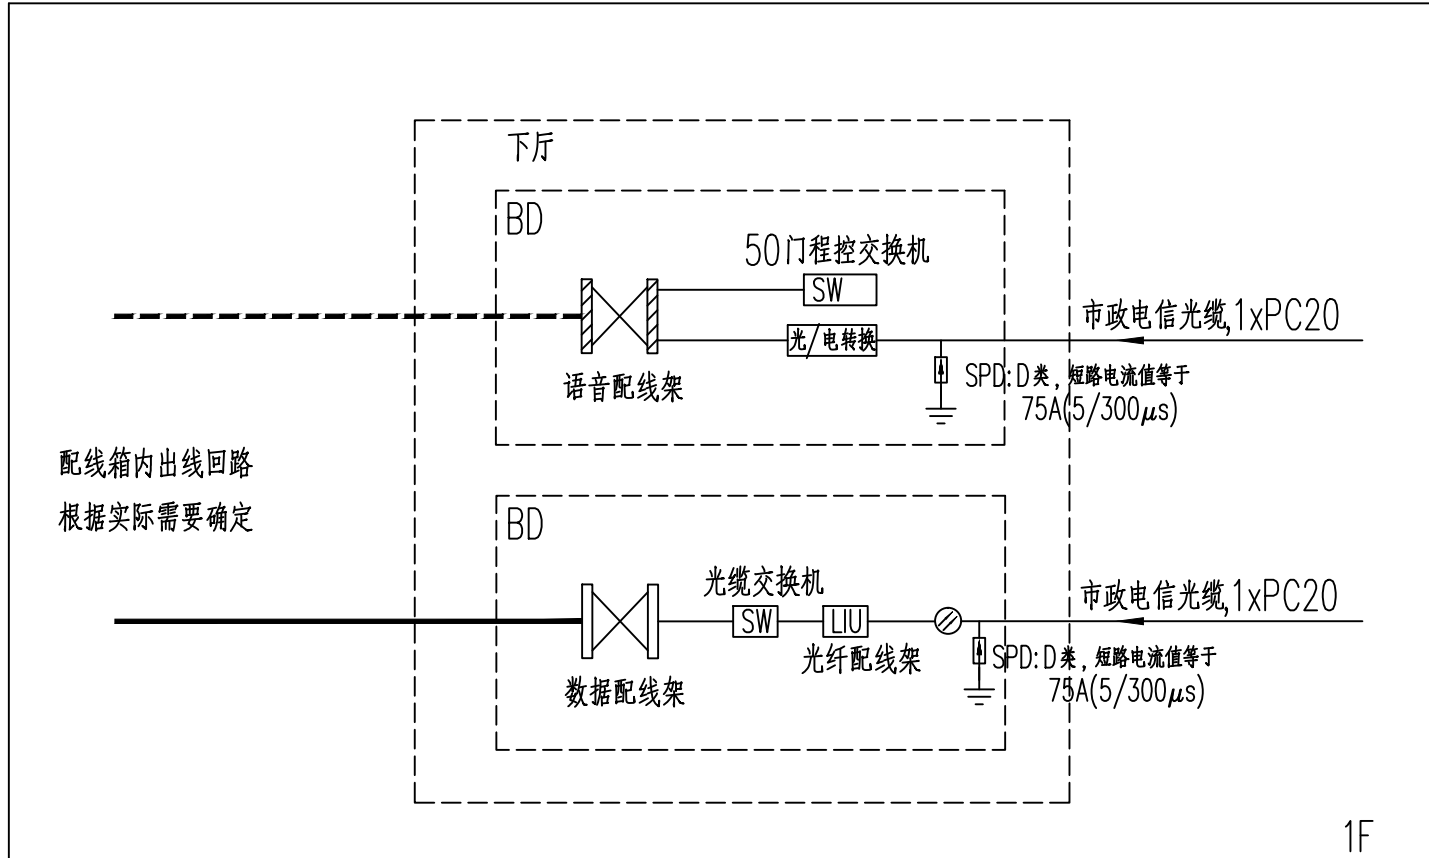 下厅
BD
50门程控交换机
SW
市政电信光缆,1xPC20
光/电转换
语音配线架
SPD:D类，短路电流值等于
75A(5/300μs)
配线箱内出线回路
根据实际需要确定
BD
光缆交换机
SW
LIU
市政电信光缆,1xPC20
光纤配线架
SPD:D类，短路电流值等于
75A(5/300μs)
数据配线架
1F